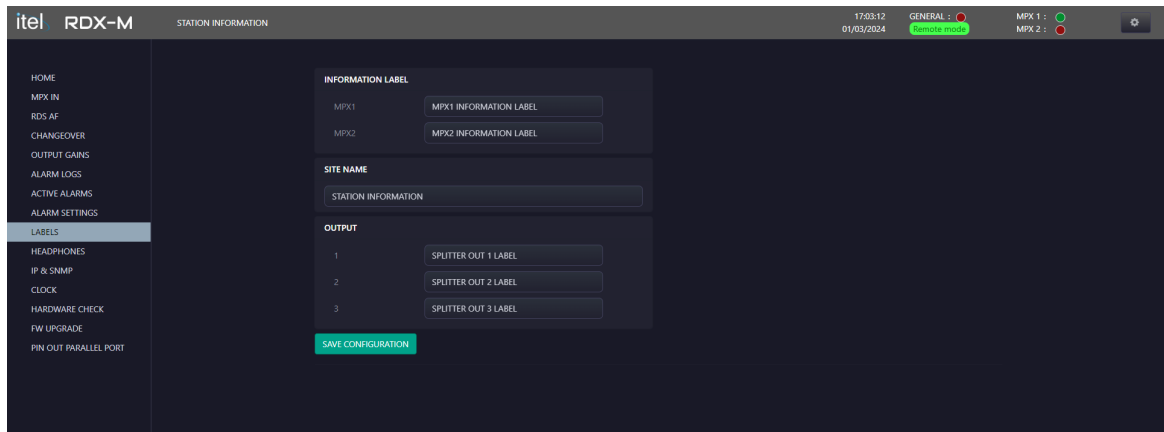 itel RDX-M
STATION INFORMATION
17:03:12
01/03/2024
GENERAL :
Remote mode
MPX 1 :
MPX 2 :
HOME
MPX IN
RDS AF
CHANGEOVER
OUTPUT GAINS
ALARM LOGS
ACTIVE ALARMS
ALARM SETTINGS
LABELS
HEADPHONES
IP & SNMP
CLOCK
HARDWARE CHECK
FW UPGRADE
PIN OUT PARALLEL PORT
INFORMATION LABEL
MPX1 MPX1 INFORMATION LABEL
MPX2 MPX2 INFORMATION LABEL
SITE NAME
STATION INFORMATION
OUTPUT
1 SPLITTER OUT 1 LABEL
2 SPLITTER OUT 2 LABEL
3 SPLITTER OUT 3 LABEL
SAVE CONFIGURATION